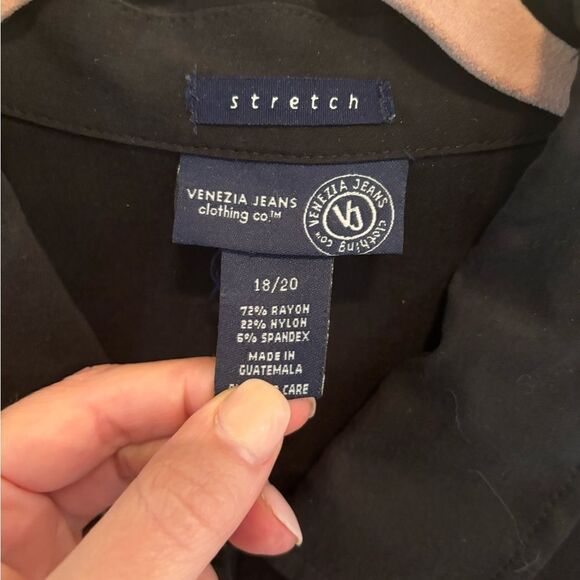 stretch
VENEZIA JEANS
clothing co.™
VENEZIA JEANS
VJ
clothing co™
18/20
72% RAYON
22% NYLON
6% SPANDEX
MADE IN
GUATEMALA
CARE